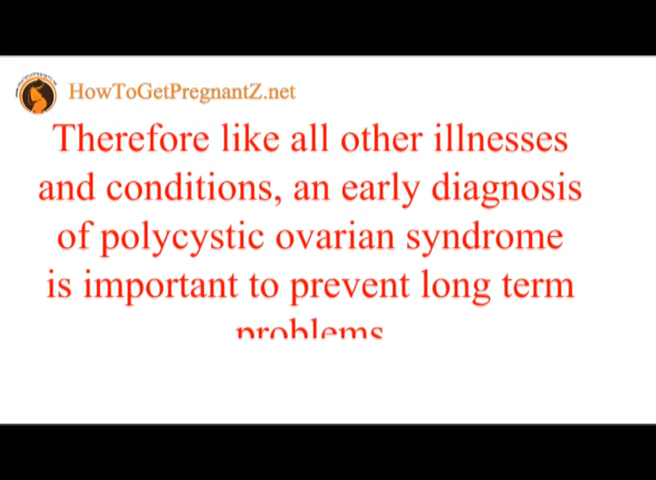 HowToGetPregnantZ.net
Therefore like all other illnesses
and conditions, an early diagnosis
of polycystic ovarian syndrome
is important to prevent long term
problems